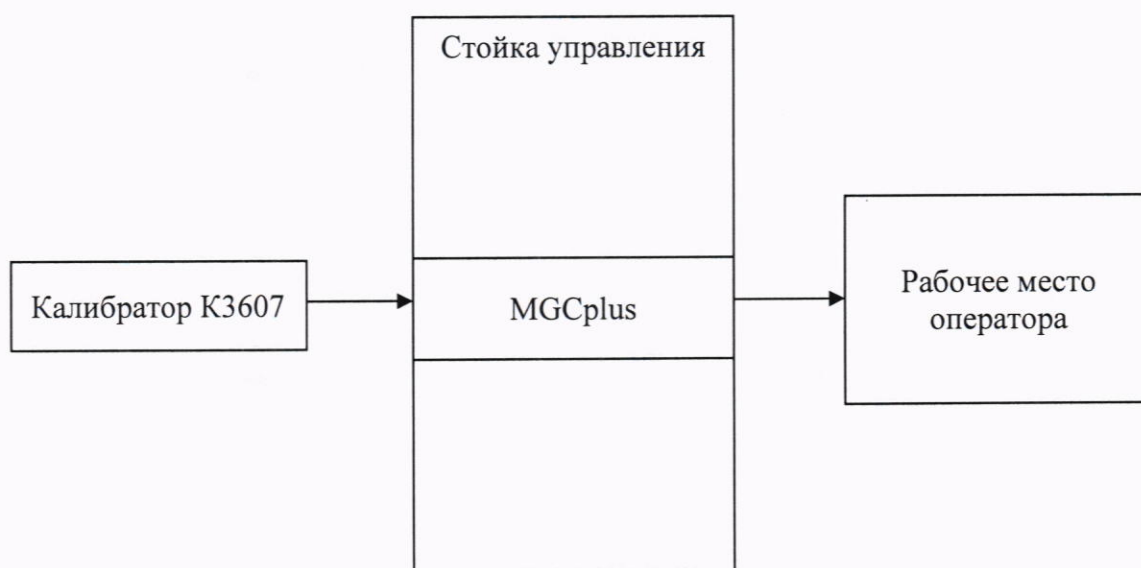 Стойка управления
Калибратор К3607
MGCplus
Рабочее место
оператора